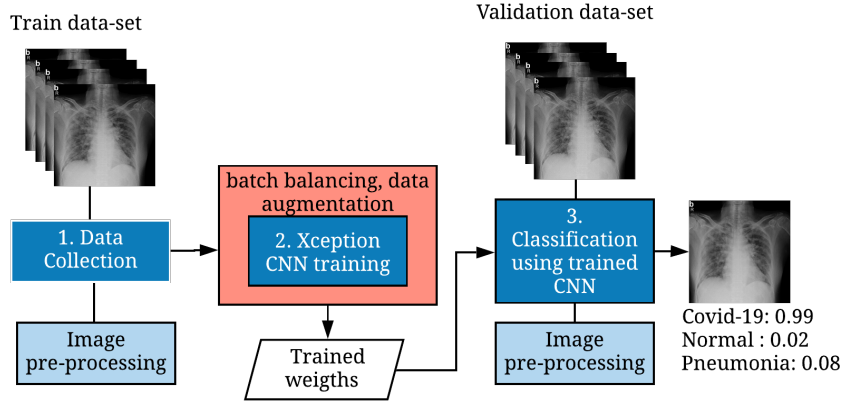 Train data-set
Validation data-set
b
b
1. Data
Collection
Image
pre-processing
batch balancing, data
augmentation
2. Xception
CNN training
Trained
weigths
3.
Classification
using trained
CNN
Image
pre-processing
Covid-19: 0.99
Normal : 0.02
Pneumonia: 0.08